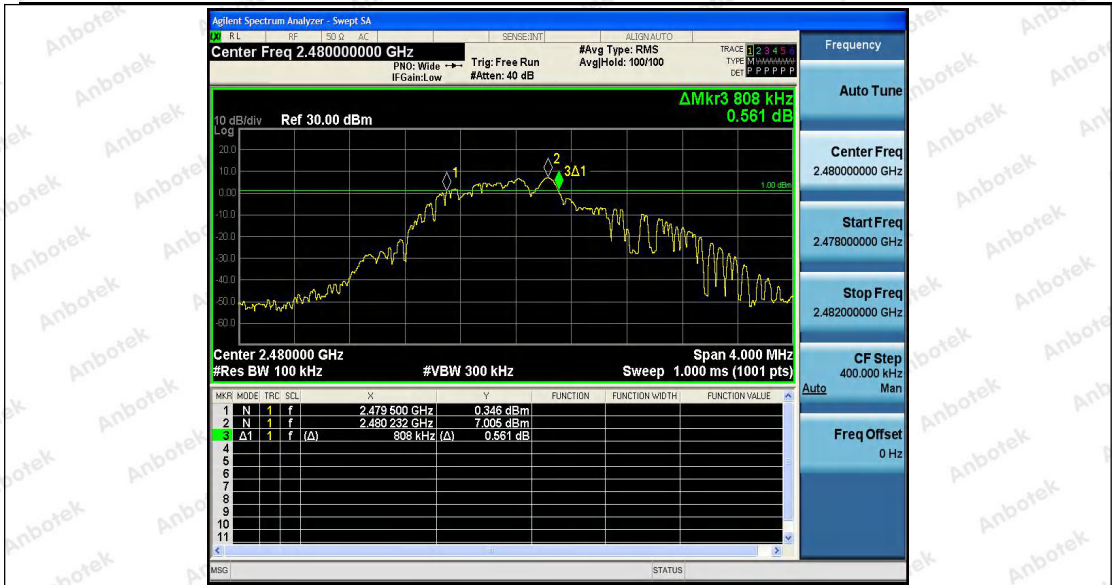 Agilent Spectrum Analyzer - Swept SA
LXI RL RF 50 Ω AC SENSE:INT ALIGNAUTO
Center Freq 2.480000000 GHz
PNO: Wide
IFGain:Low
Trig: Free Run
#Atten: 40 dB
#Avg Type: RMS
Avg|Hold: 100/100
TRACE 1 2 3 4 5 6
TYPE M WWWWW
DET P P P P P P
Frequency
ΔMkr3 808 kHz
0.561 dB
10 dB/div Ref 30.00 dBm
Log
20.0
10.0
0.00
-10.0
-20.0
-30.0
-40.0
-50.0
-60.0
1
2
3Δ1
1.00 dBm
Center 2.480000 GHz Span 4.000 MHz
#Res BW 100 kHz #VBW 300 kHz Sweep 1.000 ms (1001 pts)
MKR MODE TRC SCL X Y FUNCTION FUNCTION WIDTH FUNCTION VALUE
1 N 1 f 2.479 500 GHz 0.346 dBm
2 N 1 f 2.480 232 GHz 7.005 dBm
3 Δ1 1 f (Δ) 808 kHz (Δ) 0.561 dB
4
5
6
7
8
9
10
11
MSG STATUS
Auto Tune
Center Freq
2.480000000 GHz
Start Freq
2.478000000 GHz
Stop Freq
2.482000000 GHz
CF Step
400.000 kHz
Auto Man
Freq Offset
0 Hz
Anbotek